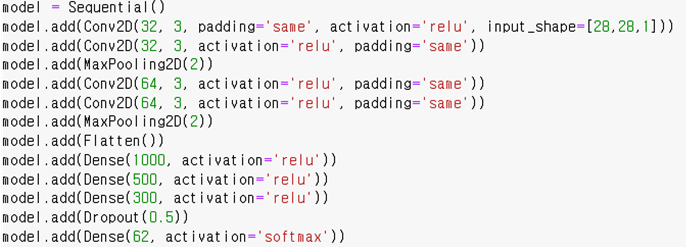 model = Sequential()
model.add(Conv2D(32, 3, padding='same', activation='relu', input_shape=[28,28,1]))
model.add(Conv2D(32, 3, activation='relu', padding='same'))
model.add(MaxPooling2D(2))
model.add(Conv2D(64, 3, activation='relu', padding='same'))
model.add(Conv2D(64, 3, activation='relu', padding='same'))
model.add(MaxPooling2D(2))
model.add(Flatten())
model.add(Dense(1000, activation='relu'))
model.add(Dense(500, activation='relu'))
model.add(Dense(300, activation='relu'))
model.add(Dropout(0.5))
model.add(Dense(62, activation='softmax'))